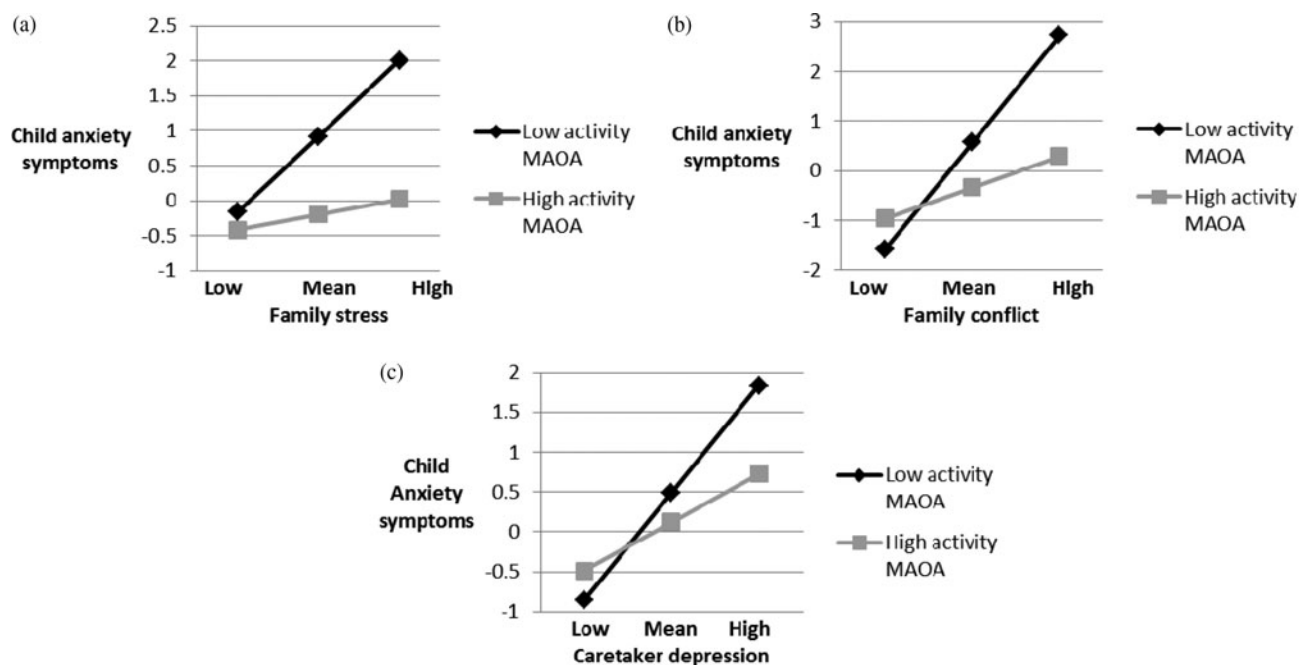 (a)
2.5
2
1.5
1
0.5
0
-0.5
-1
Child anxiety
symptoms
Low Mean High
Family stress
Low activity
MAOA
High activity
MAOA
(b)
3
2
1
0
-1
-2
Child anxiety
symptoms
Low Mean High
Family conflict
Low activity
MAOA
High activity
MAOA
(c)
2
1.5
1
0.5
0
-0.5
-1
Child
Anxiety
symptoms
Low Mean High
Caretaker depression
Low activity
MAOA
High activity
MAOA